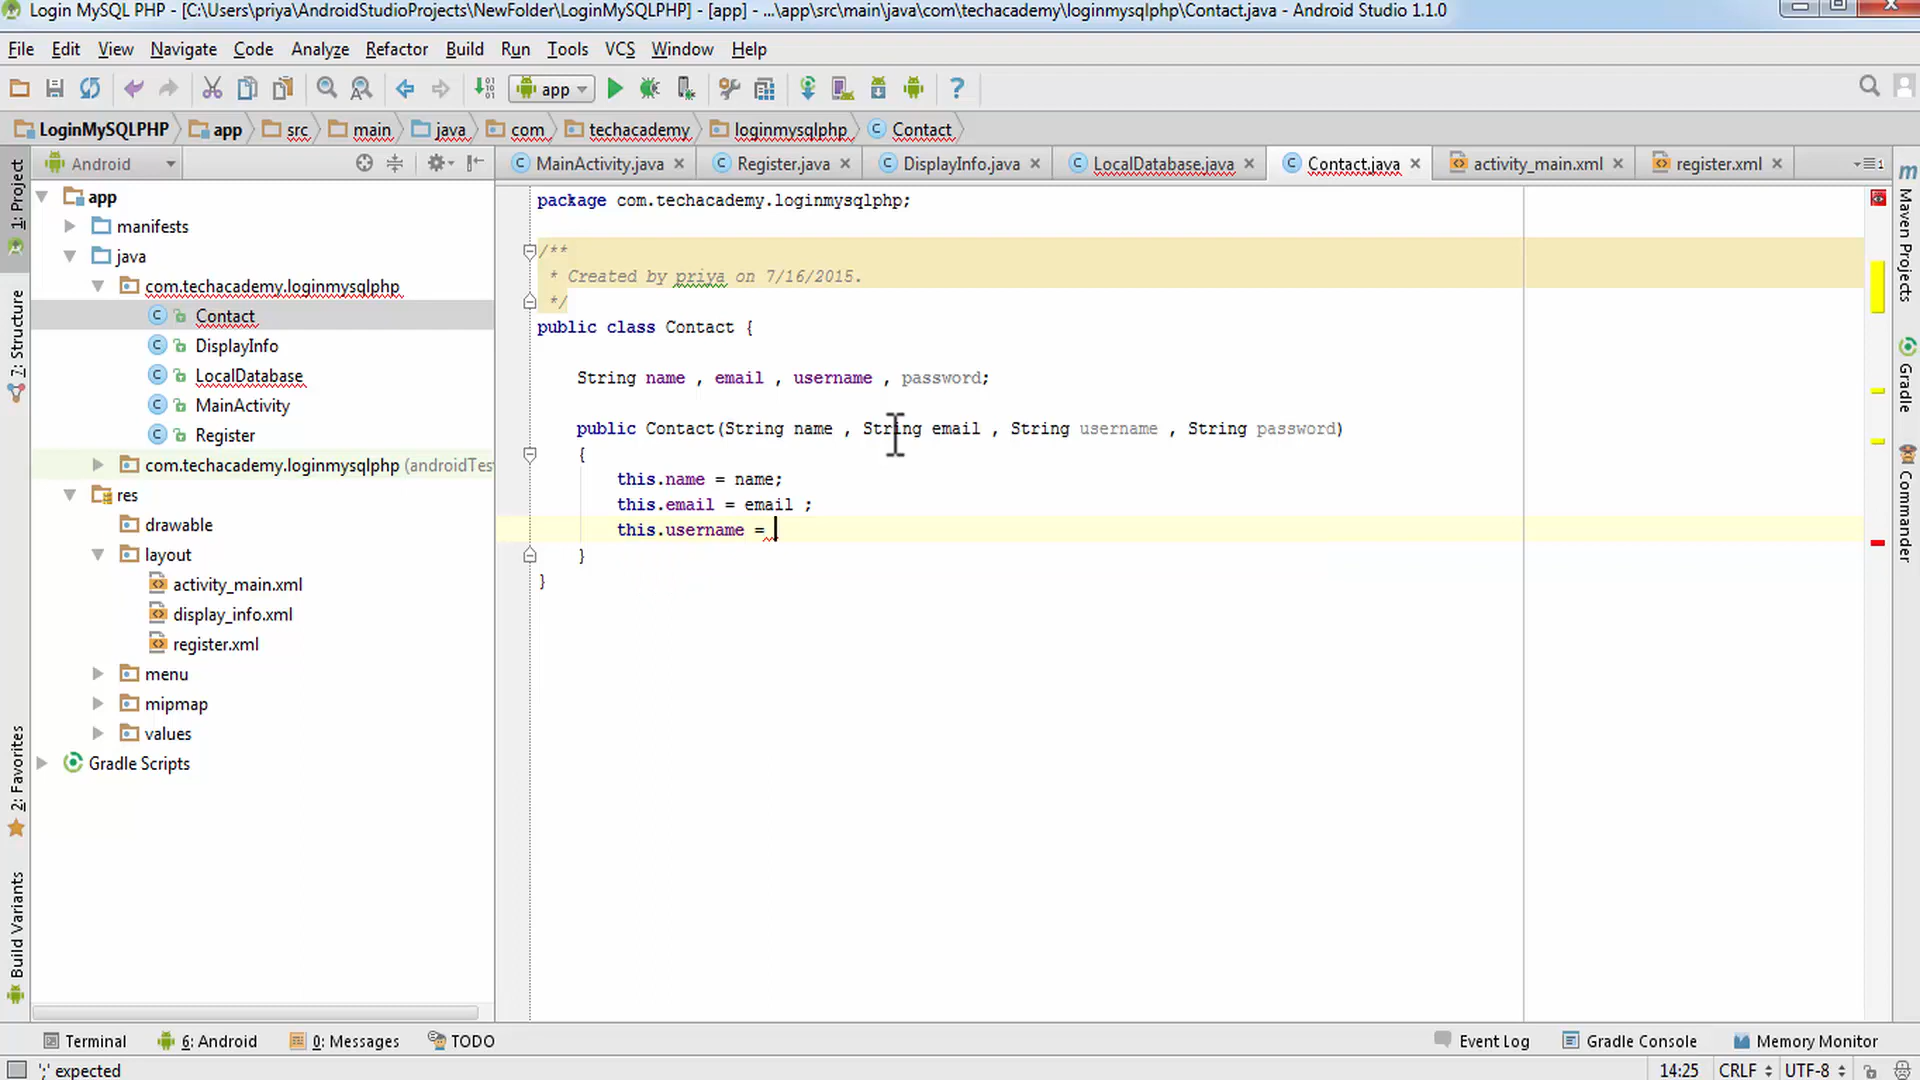 Login MySQL PHP - [C:\Users\priya\AndroidStudioProjects\NewFolder\LoginMySQLPHP] - [app] - ...\app\src\main\java\com\techacademy\loginmysqlphp\Contact.java - Android Studio 1.1.0
File Edit View Navigate Code Analyze Refactor Build Run Tools VCS Window Help
app
LoginMySQLPHP app src main java com techacademy loginmysqlphp Contact
Android
MainActivity.java Register.java DisplayInfo.java LocalDatabase.java Contact.java activity_main.xml register.xml
1: Project
7: Structure
2: Favorites
Build Variants
app
manifests
java
com.techacademy.loginmysqlphp
Contact
DisplayInfo
LocalDatabase
MainActivity
Register
com.techacademy.loginmysqlphp (androidTes
res
drawable
layout
activity_main.xml
display_info.xml
register.xml
menu
mipmap
values
Gradle Scripts
package com.techacademy.loginmysqlphp;
/**
* Created by priya on 7/16/2015.
*/
public class Contact {
String name , email , username , password;
public Contact(String name , String email , String username , String password)
{
this.name = name;
this.email = email ;
this.username =
}
}
Maven Projects
Gradle
Commander
Terminal 6: Android 0: Messages TODO Event Log Gradle Console Memory Monitor
';' expected 14:25 CRLF UTF-8